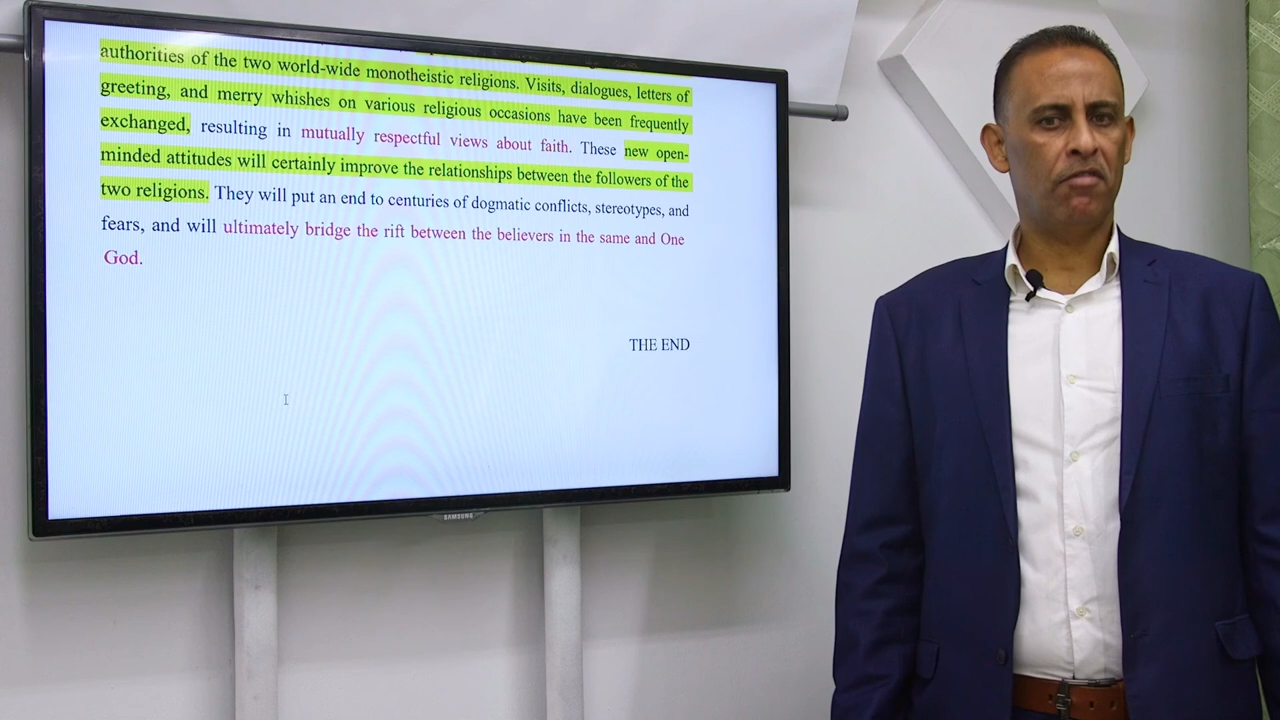 authorities of the two world-wide monotheistic religions. Visits, dialogues, letters of
greeting, and merry whishes on various religious occasions have been frequently
exchanged, resulting in mutually respectful views about faith. These new open-
minded attitudes will certainly improve the relationships between the followers of the
two religions. They will put an end to centuries of dogmatic conflicts, stereotypes, and
fears, and will ultimately bridge the rift between the believers in the same and One
God.
THE END
SAMSUNG